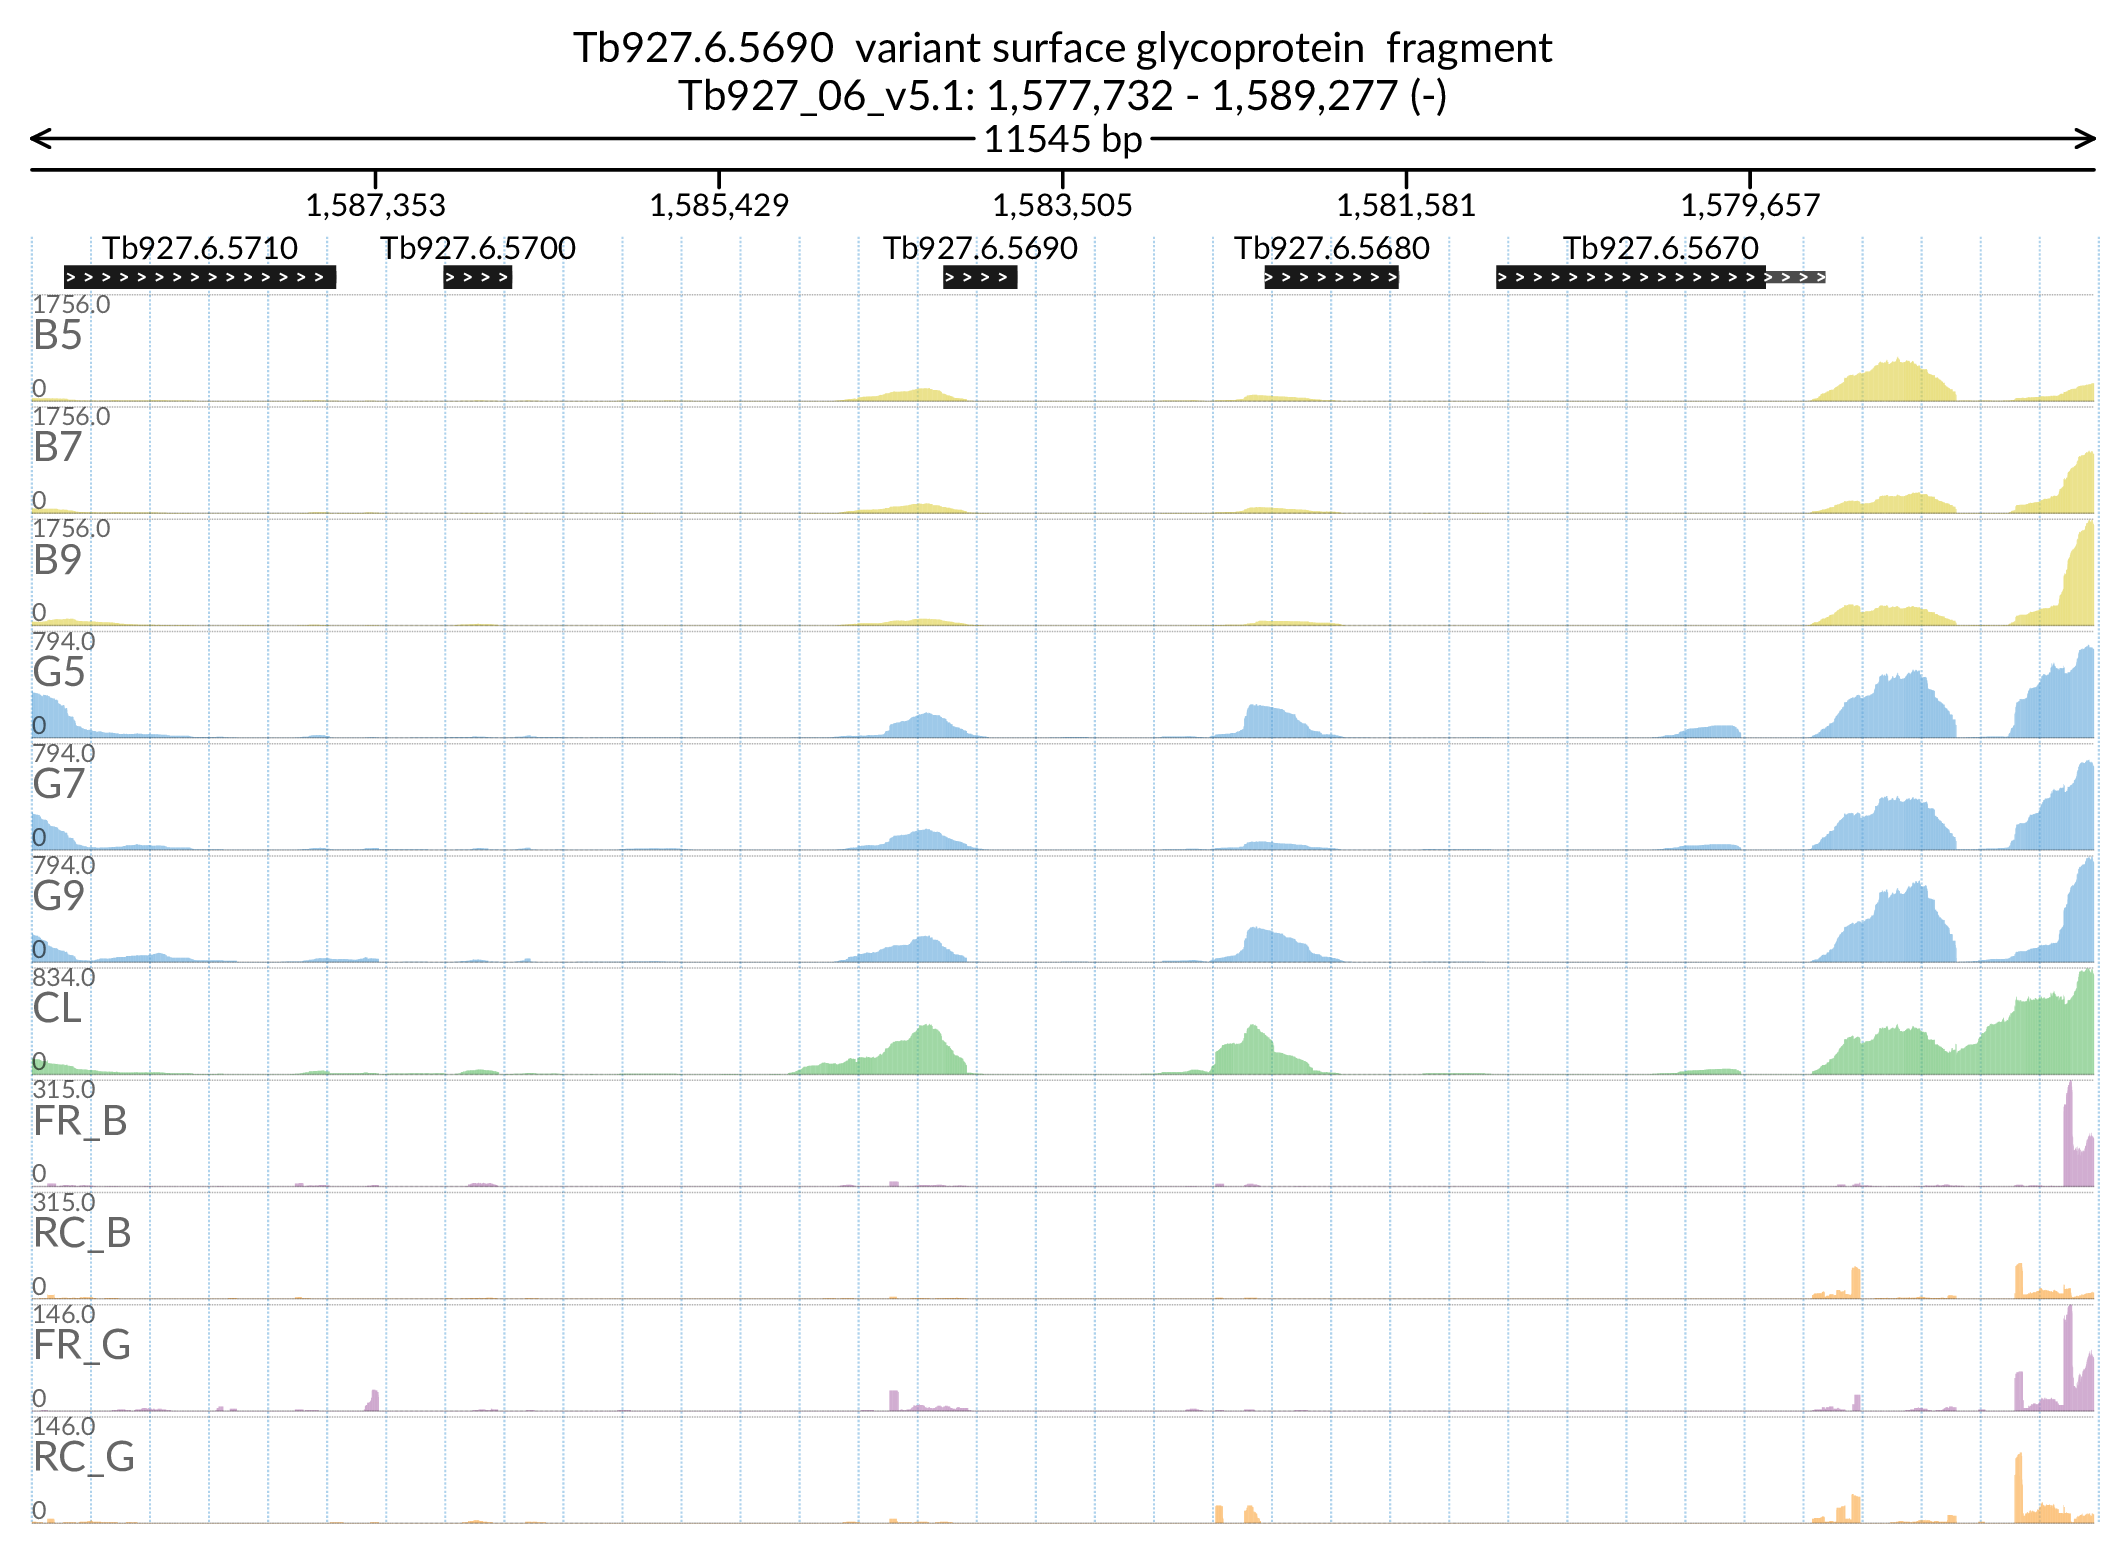 Tb927.6.5690 variant surface glycoprotein fragment
Tb927_06_v5.1: 1,577,732 - 1,589,277 (-)
11545 bp
1,587,353 1,585,429 1,583,505 1,581,581 1,579,657
Tb927.6.5710 Tb927.6.5700 Tb927.6.5690 Tb927.6.5680 Tb927.6.5670
1756.0
B5
0
1756.0
B7
0
1756.0
B9
0
794.0
G5
0
794.0
G7
0
794.0
G9
0
834.0
CL
0
315.0
FR_B
0
315.0
RC_B
0
146.0
FR_G
0
146.0
RC_G
0